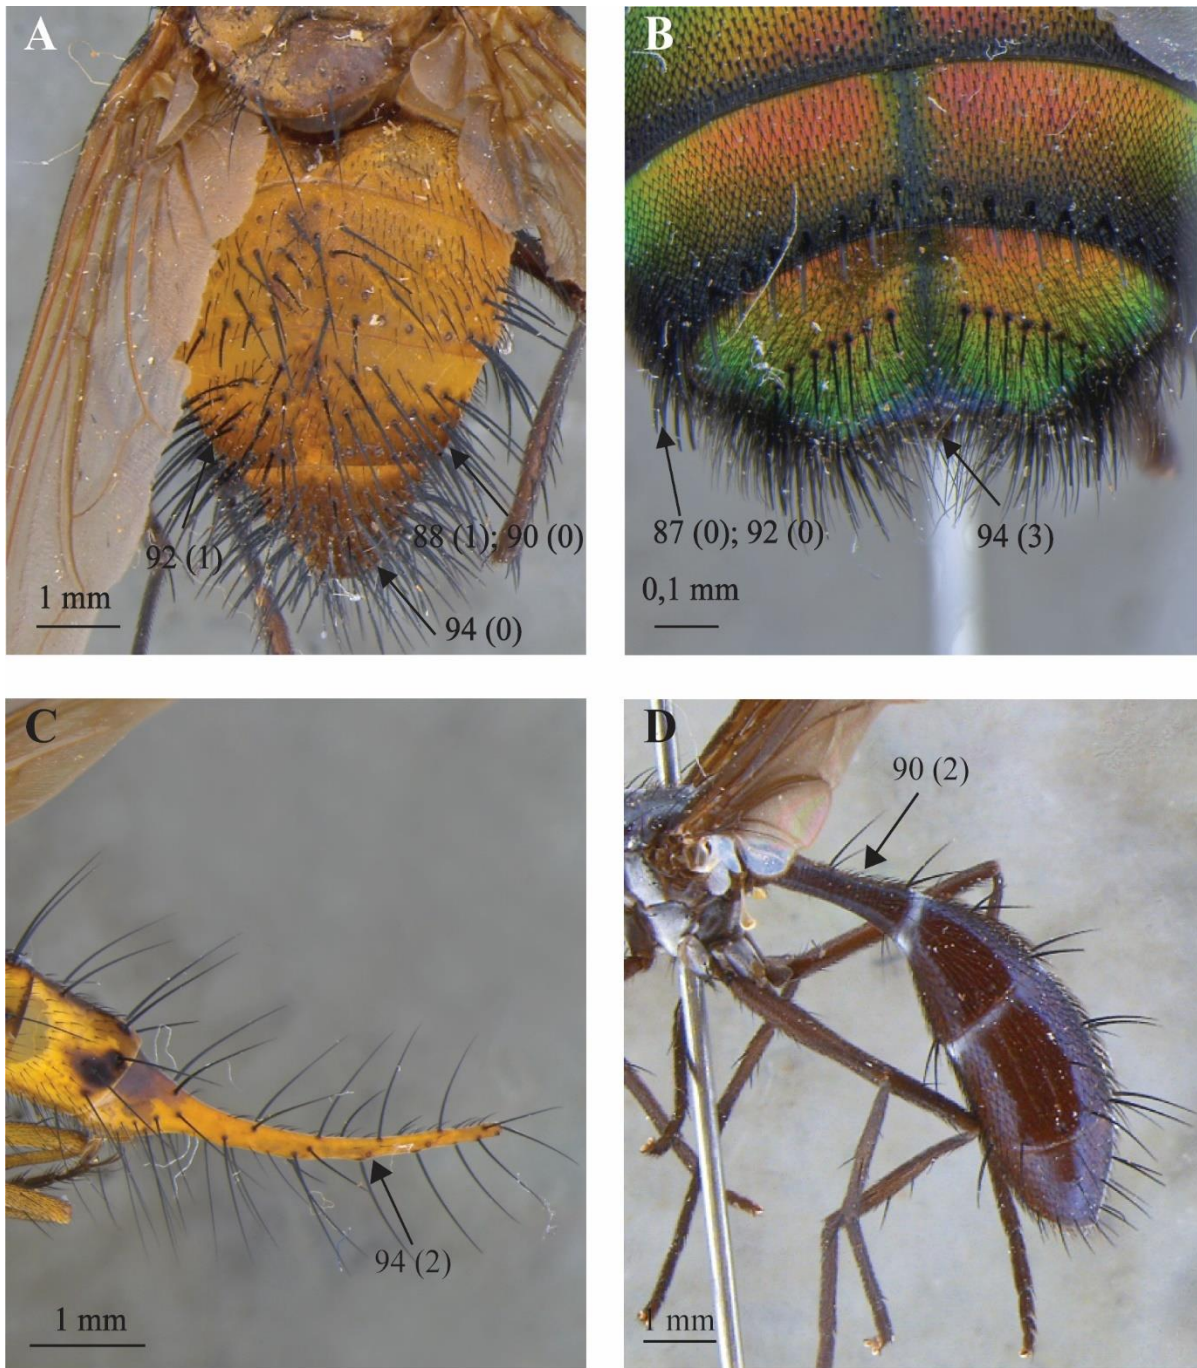 A
92 (1)
88 (1); 90 (0)
1 mm
94 (0)
B
87 (0); 92 (0)
94 (3)
0,1 mm
C
94 (2)
1 mm
D
90 (2)
1 mm